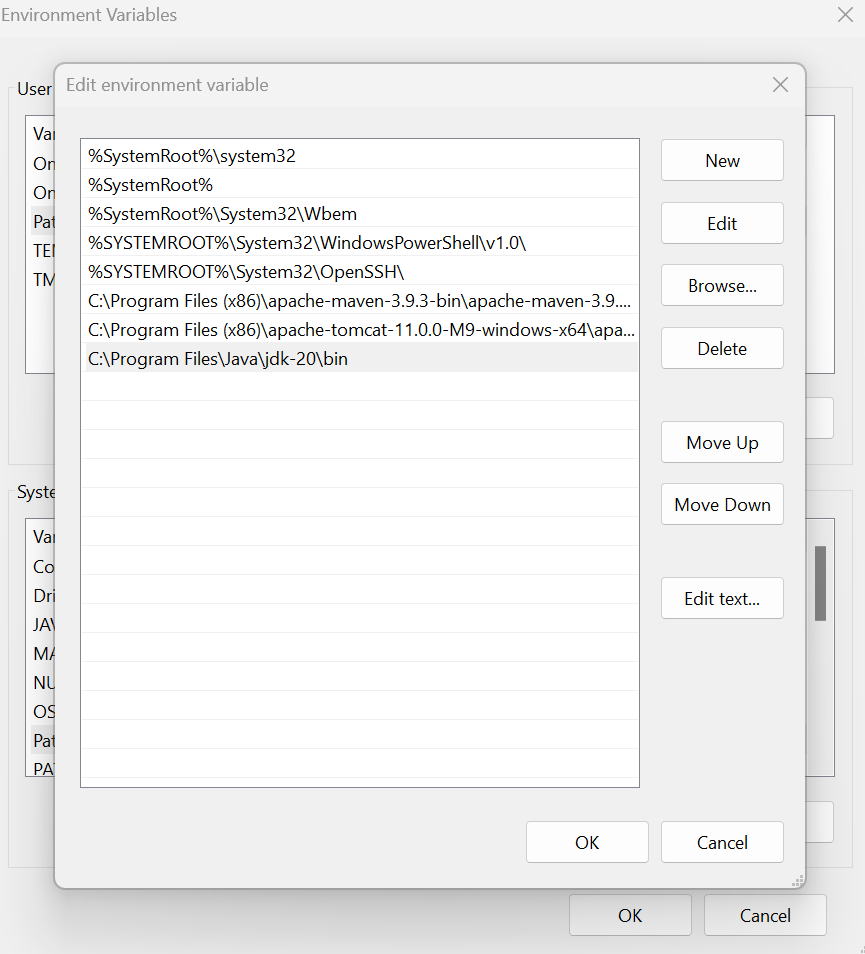 Environment Variables
User
Edit environment variable
Var
On
On
Pat
TE
TM
%SystemRoot%\system32
%SystemRoot%
%SystemRoot%\System32\Wbem
%SYSTEMROOT%\System32\WindowsPowerShell\v1.0\
%SYSTEMROOT%\System32\OpenSSH\
C:\Program Files (x86)\apache-maven-3.9.3-bin\apache-maven-3.9....
C:\Program Files (x86)\apache-tomcat-11.0.0-M9-windows-x64\apa...
C:\Program Files\Java\jdk-20\bin
New
Edit
Browse...
Delete
Move Up
Move Down
Edit text...
Syste
Var
Co
Dri
JAV
MA
NU
OS
Pat
PA
OK
Cancel
OK
Cancel